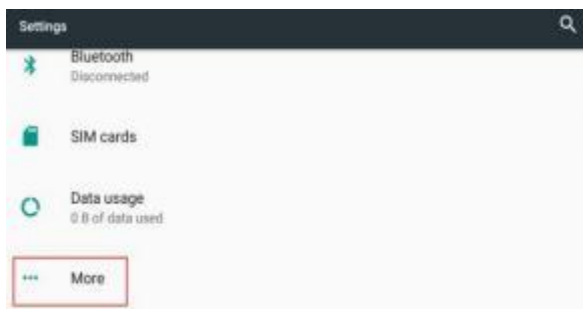 Settings
Bluetooth
Disconnected
SIM cards
Data usage
0 B of data used
More